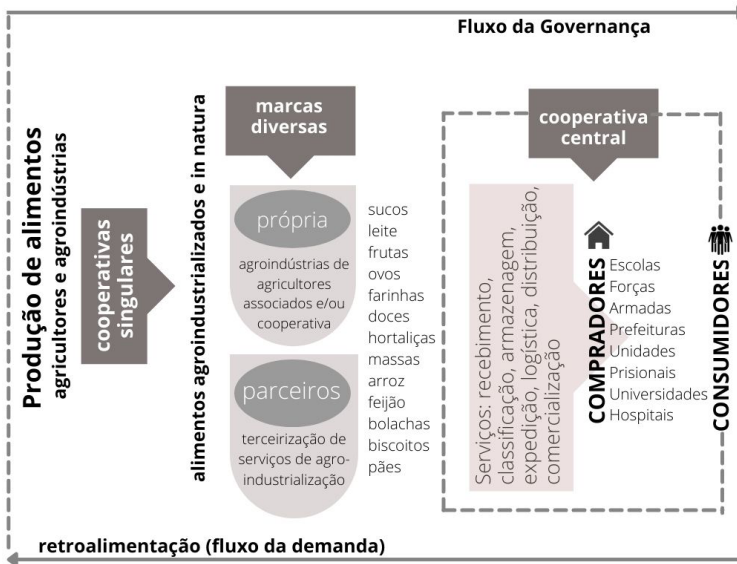 Fluxo da Governança
Produção de alimentos
agricultores e agroindústrias
cooperativas
singulares
alimentos agroindustrializados e in natura
marcas
diversas
própria
agroindústrias de
agricultores
associados e/ou
cooperativa
parceiros
terceirização de
serviços de agro-
industrialização
sucos
leite
frutas
ovos
farinhas
doces
hortaliças
massas
arroz
feijão
bolachas
biscoitos
pães
cooperativa
central
Serviços: recebimento,
classificação, armazenagem,
expedição, logística, distribuição,
comercialização
COMPRADORES
Escolas
Forças
Armadas
Prefeituras
Unidades
Prisionais
Universidades
Hospitais
CONSUMIDORES
retroalimentação (fluxo da demanda)